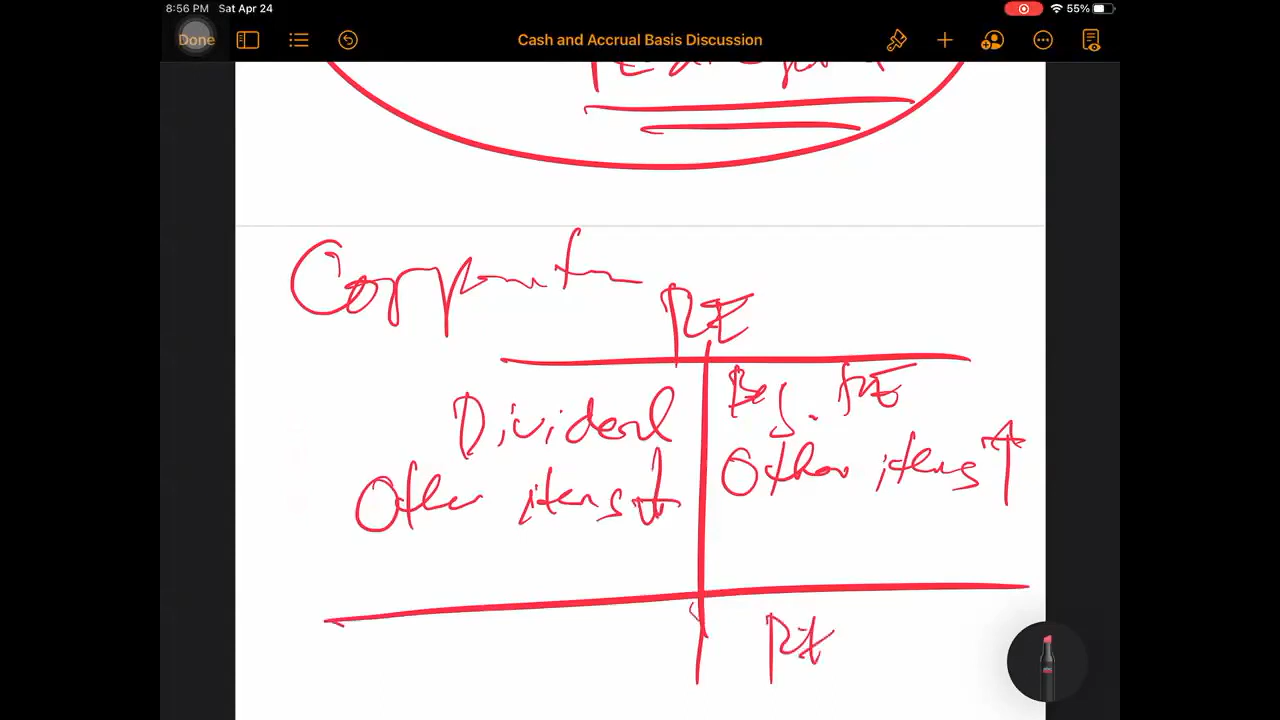 8:56 PM Sat Apr 24
55%
Done
Cash and Accrual Basis Discussion
Corporation
RE
Dividend
Beg. RE
Other items ↓
Other items ↑
RE